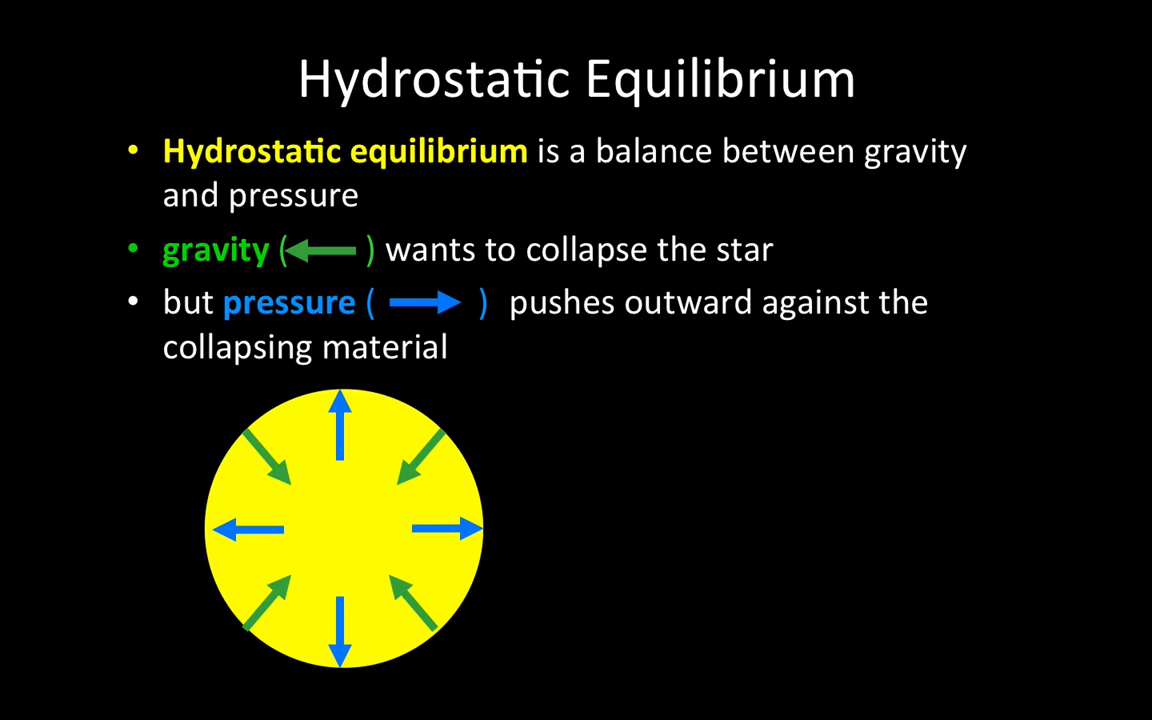 Hydrostatic Equilibrium
• Hydrostatic equilibrium is a balance between gravity
and pressure
• gravity ( ) wants to collapse the star
• but pressure ( ) pushes outward against the
collapsing material